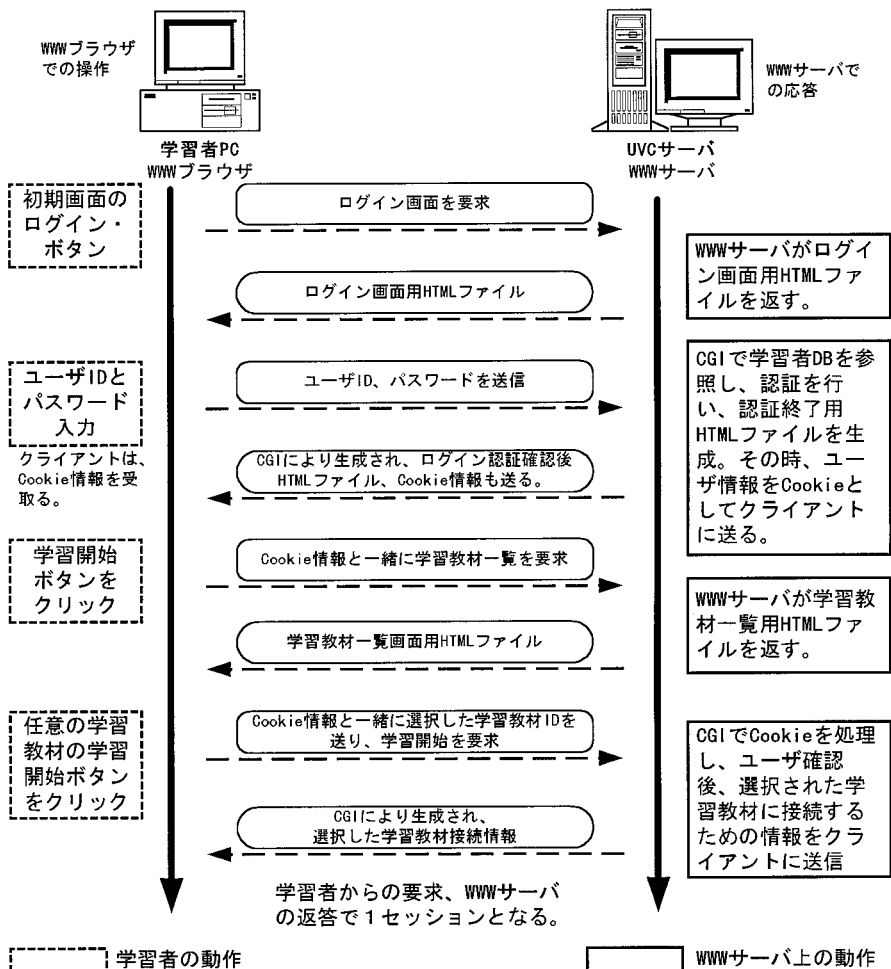 WWWブラウザ
での操作
WWWサーバで
の応答
学習者PC
WWWブラウザ
UVCサーバ
WWWサーバ
初期画面の
ログイン・
ボタン
ログイン画面を要求
WWWサーバがログイ
ン画面用HTMLファ
イルを返す。
ログイン画面用HTMLファイル
ユーザIDと
パスワード
入力
ユーザID、パスワードを送信
CGIで学習者DBを参
照し、認証を行
い、認証終了用
HTMLファイルを生
成。その時、ユー
ザ情報をCookieと
してクライアント
に送る。
クライアントは、
Cookie情報を受
取る。
CGIにより生成され、ログイン認証確認後
HTMLファイル、Cookie情報も送る。
学習開始
ボタンを
クリック
Cookie情報と一緒に学習教材一覧を要求
WWWサーバが学習教
材一覧用HTMLファ
イルを返す。
学習教材一覧画面用HTMLファイル
任意の学習
教材の学習
開始ボタン
をクリック
Cookie情報と一緒に選択した学習教材IDを
送り、学習開始を要求
CGIでCookieを処理
し、ユーザ確認
後、選択された学
習教材に接続する
ための情報をクラ
イアントに送信
CGIにより生成され、
選択した学習教材接続情報
学習者からの要求、WWWサーバ
の返答で1セッションとなる。
学習者の動作
WWWサーバ上の動作